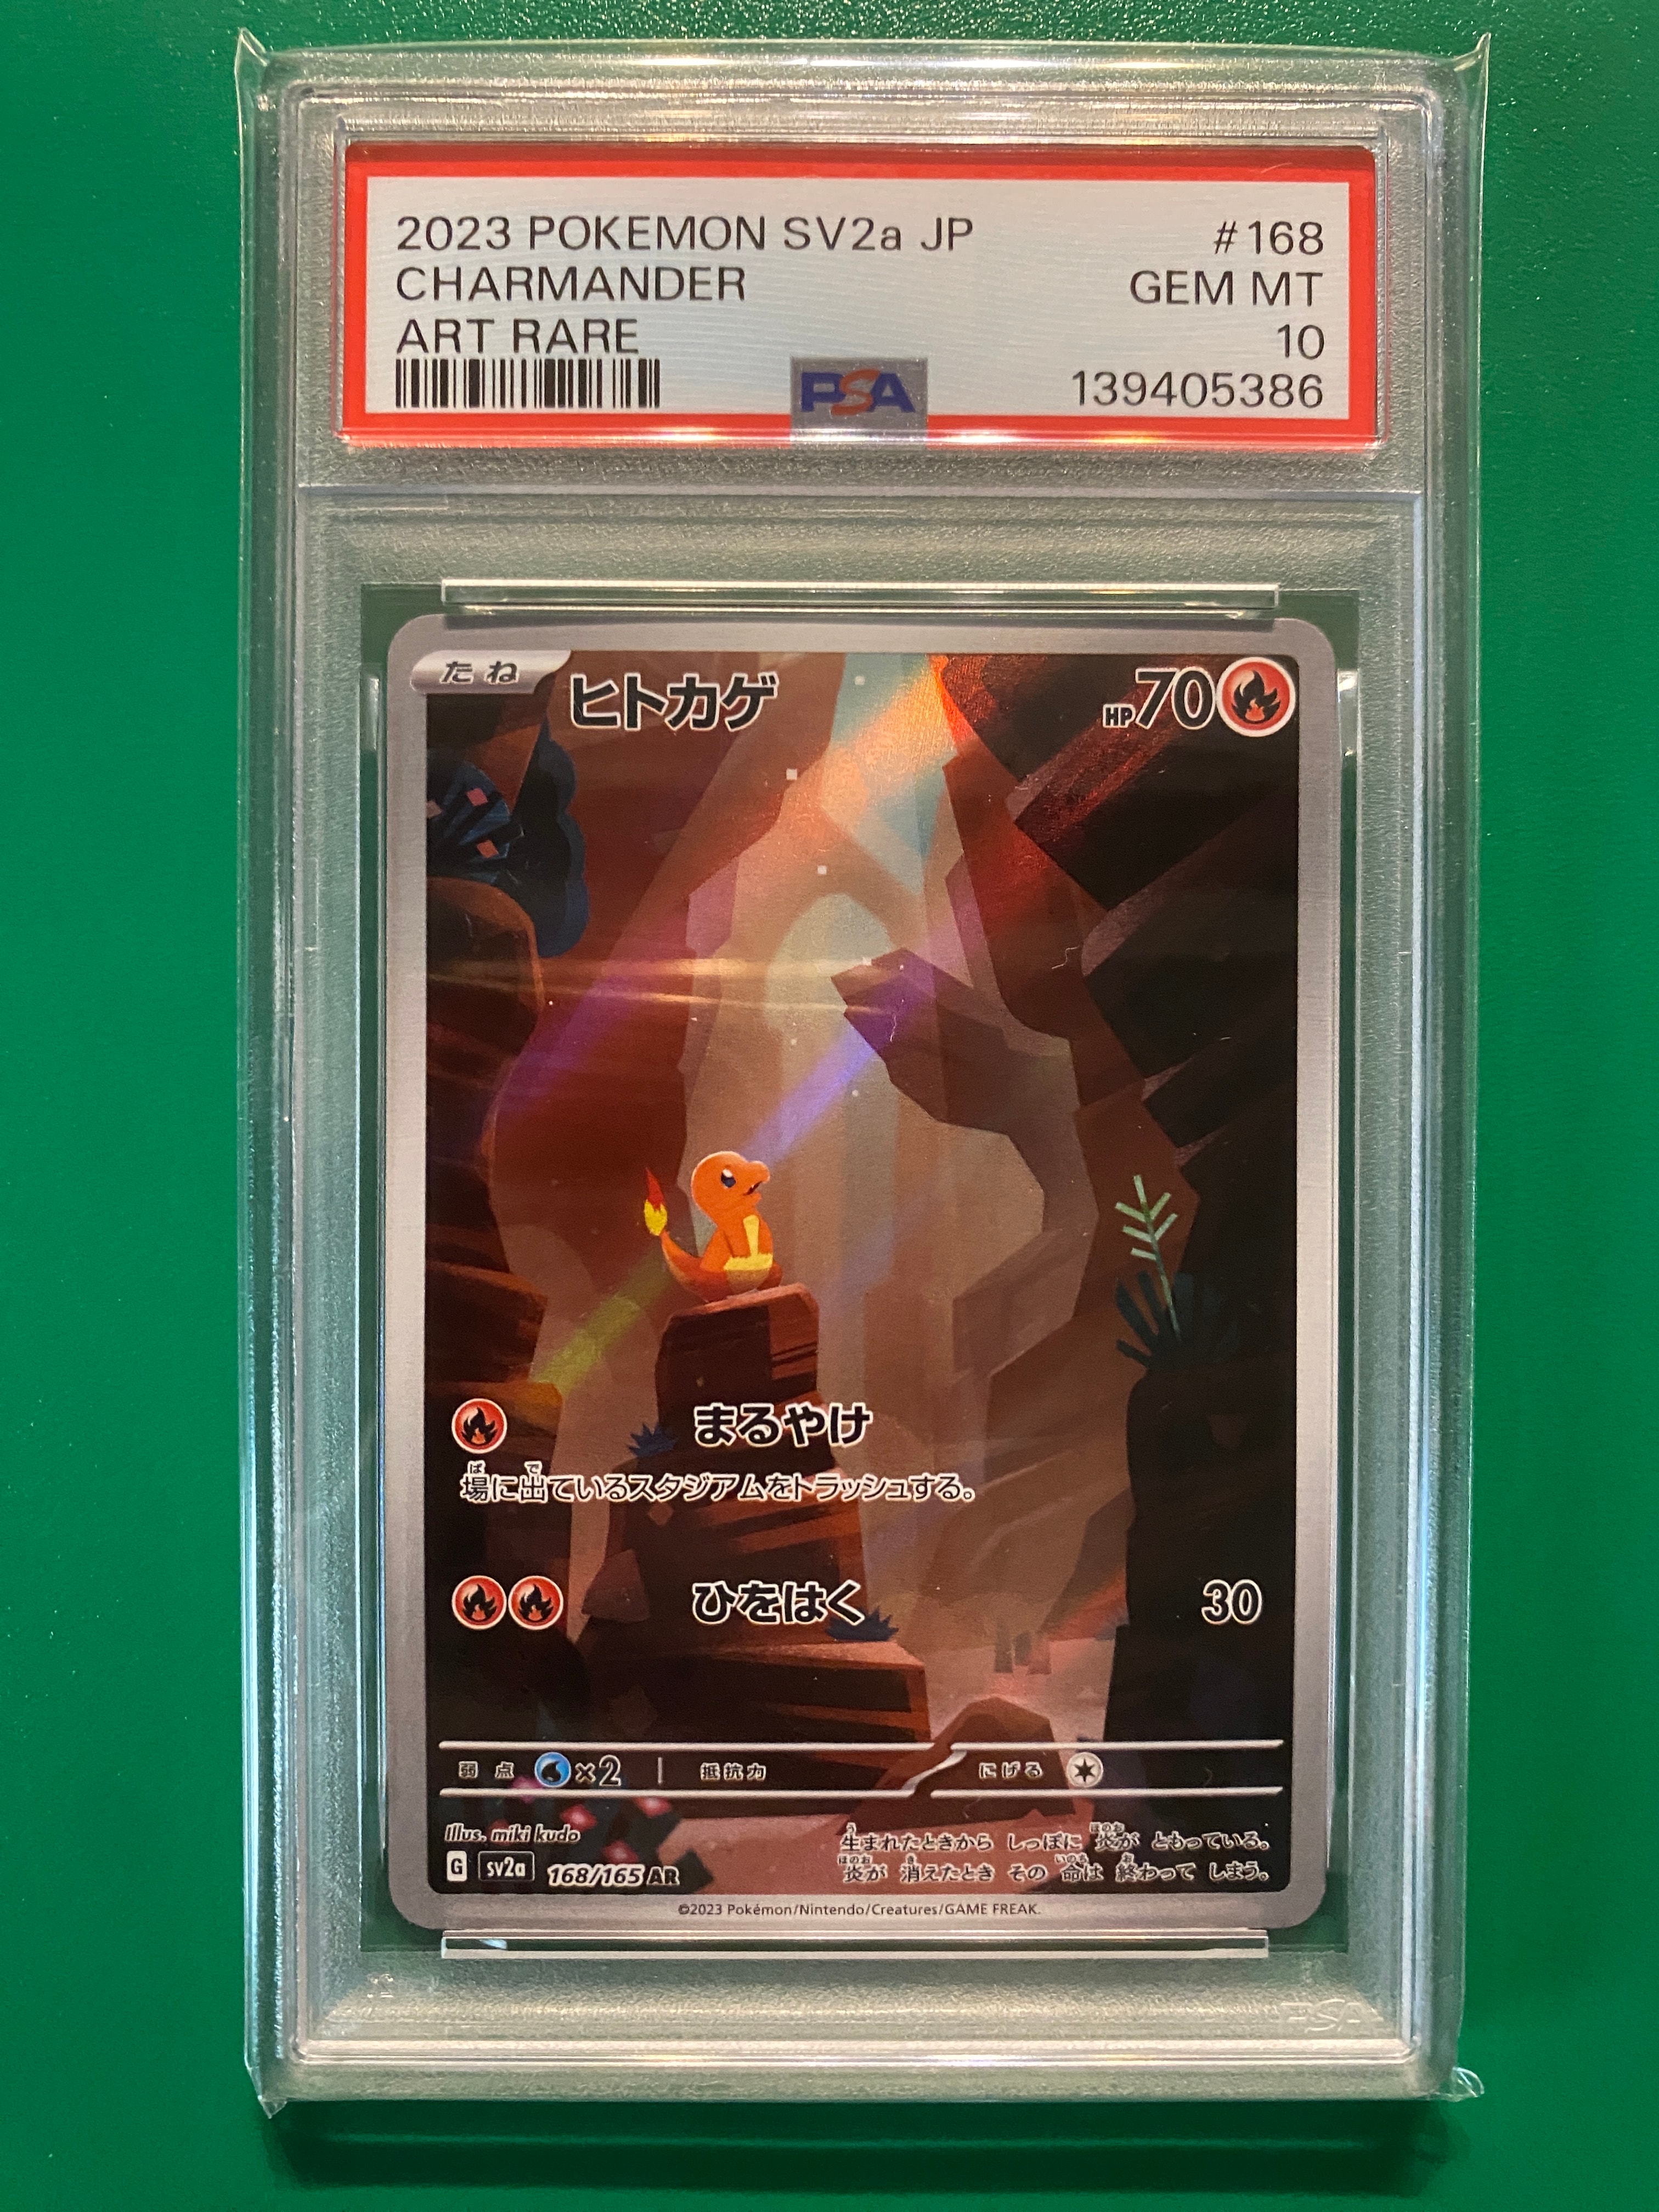 2023 POKEMON SV2a JP #168
CHARMANDER GEM MT
ART RARE 10
PSA 139405386
たね ヒトカゲ HP70
まるやけ
場に出ているスタジアムをトラッシュする。
ひをはく 30
弱点 ×2 抵抗力 にげる
Illus. miki kudo
G sv2a 168/165 AR
生まれたときから しっぽに 炎が ともっている。
炎が 消えたとき その 命は 終わって しまう。
©2023 Pokémon/Nintendo/Creatures/GAME FREAK.
PSA